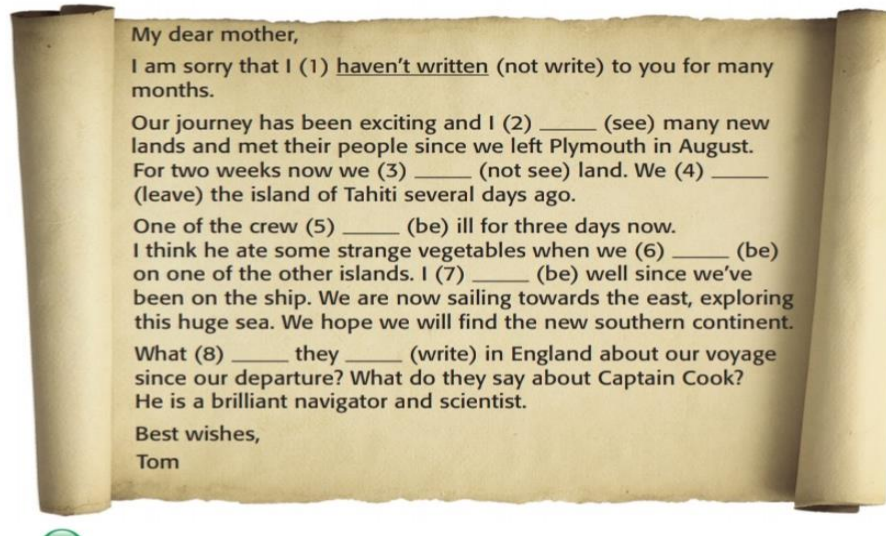 My dear mother,
I am sorry that I (1) haven't written (not write) to you for many
months.
Our journey has been exciting and I (2) _____ (see) many new
lands and met their people since we left Plymouth in August.
For two weeks now we (3) _____ (not see) land. We (4) _____
(leave) the island of Tahiti several days ago.
One of the crew (5) _____ (be) ill for three days now.
I think he ate some strange vegetables when we (6) _____ (be)
on one of the other islands. I (7) _____ (be) well since we've
been on the ship. We are now sailing towards the east, exploring
this huge sea. We hope we will find the new southern continent.
What (8) _____ they _____ (write) in England about our voyage
since our departure? What do they say about Captain Cook?
He is a brilliant navigator and scientist.
Best wishes,
Tom